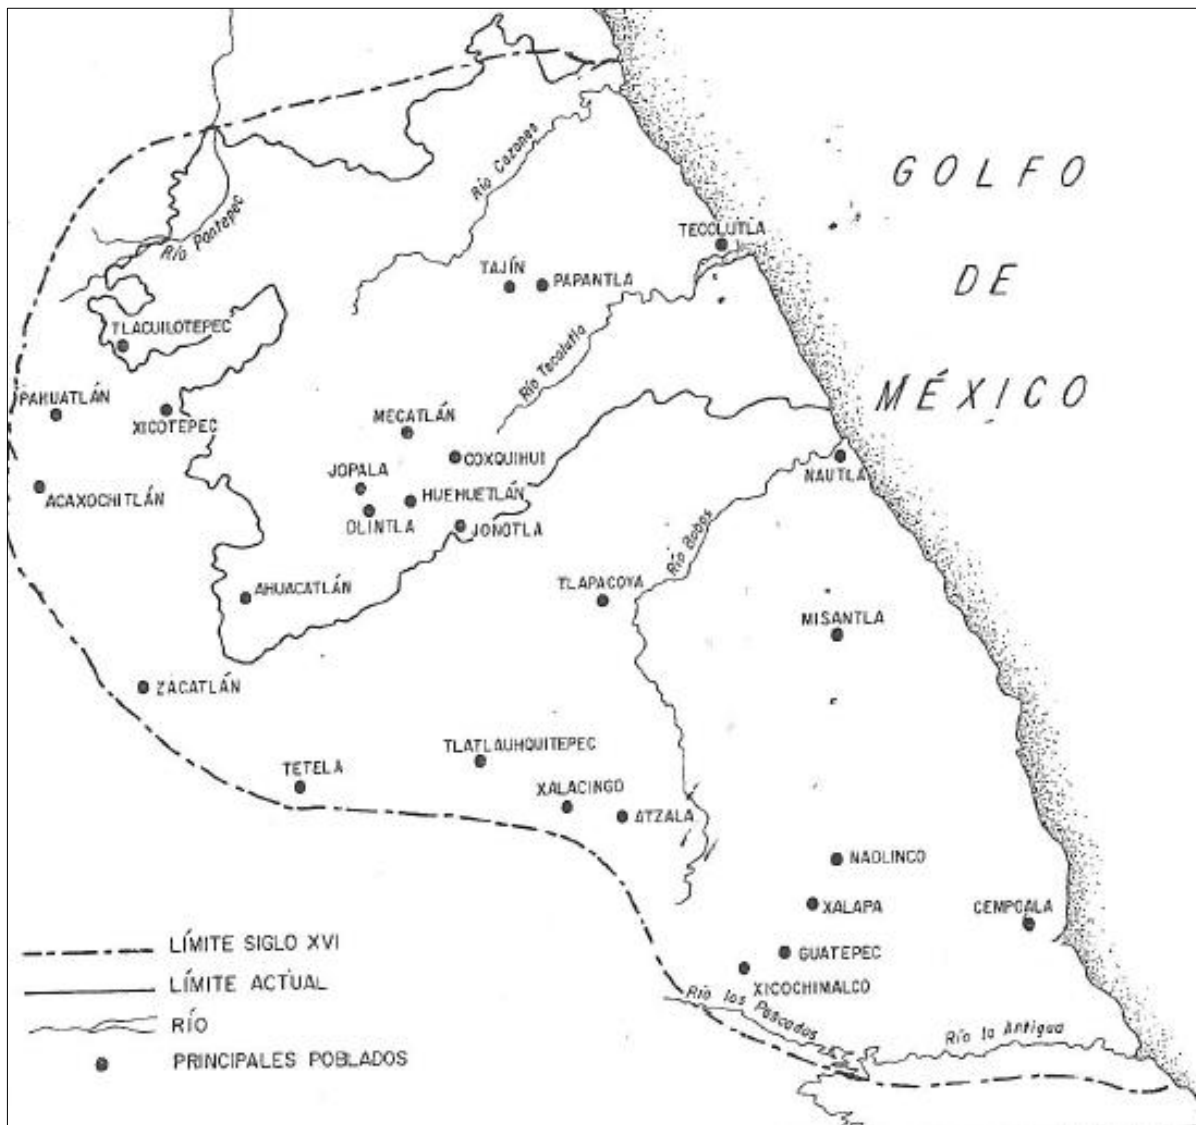 GOLFO
DE
MÉXICO
Río Cazones
Río Pantepec
TECOLUTLA
TAJÍN
PAPANTLA
TLACUILOTEPEC
Río Tecolutla
PAHUATLÁN
XICOTEPEC
MECATLÁN
COXQUIHUI
NAUTLA
JOPALA
ACAXOCHITLÁN
HUEHUETLÁN
OLINTLA
JONOTLA
Río Bobos
AHUACATLÁN
TLAPACOYA
MISANTLA
ZACATLÁN
TLATLAUHQUITEPEC
TETELA
XALACINGO
ATZALA
NAOLINCO
XALAPA
CEMPOALA
GUATEPEC
XICOCHIMALCO
Río los Pescados
Río la Antigua
LÍMITE SIGLO XVI
LÍMITE ACTUAL
RÍO
PRINCIPALES POBLADOS